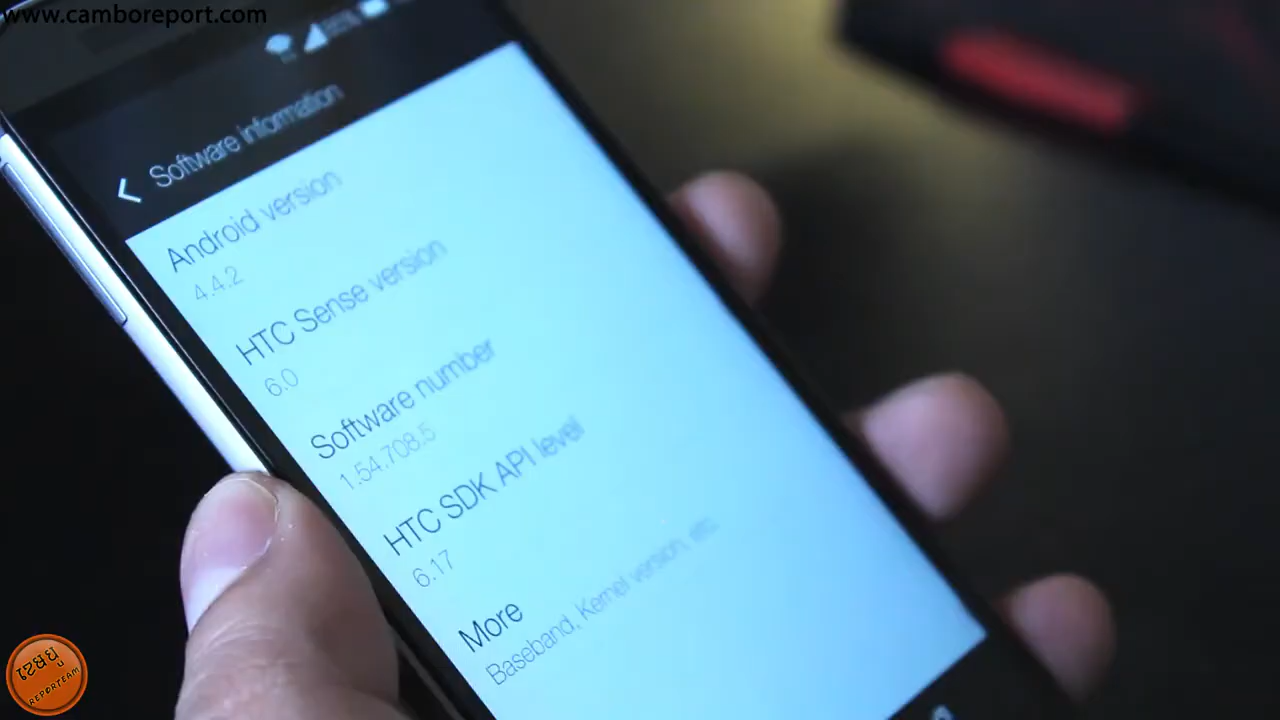 www.camboreport.com
Software information
Android version
4.4.2
HTC Sense version
6.0
Software number
1.54.708.5
HTC SDK API level
6.17
More
Baseband, Kernel version, etc.
REPORTEAM